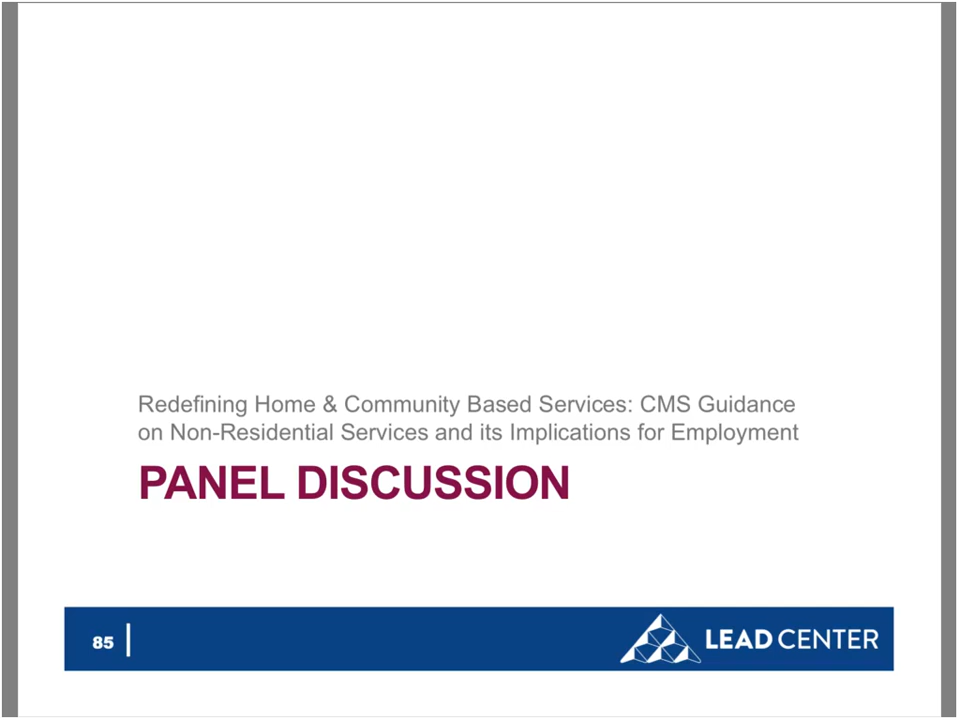 Redefining Home & Community Based Services: CMS Guidance
on Non-Residential Services and its Implications for Employment
PANEL DISCUSSION
85
LEAD CENTER